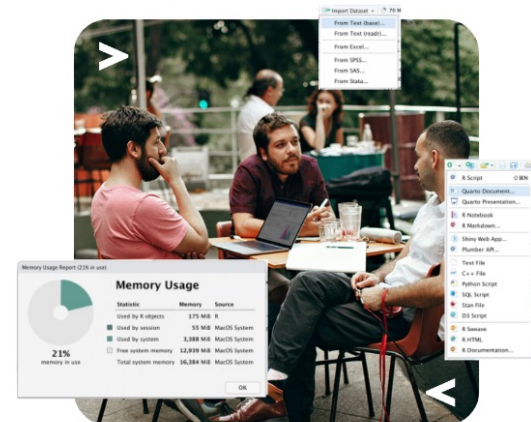 Import Dataset
70 M
From Text (base)...
From Text (readr)...
From Excel...
From SPSS...
From SAS...
From Stata...
>
R Script ⇧⌘N
Quarto Document...
Quarto Presentation...
R Notebook
R Markdown...
Shiny Web App...
Plumber API...
Text File
C++ File
Python Script
SQL Script
Stan File
D3 Script
R Sweave
R HTML
R Documentation...
Memory Usage Report (21% in use)
Memory Usage
Statistic Memory Source
Used by R objects 175 MiB R
Used by session 55 MiB MacOS System
Used by system 3,388 MiB MacOS System
Free system memory 12,939 MiB MacOS System
Total system memory 16,384 MiB MacOS System
21%
memory in use
OK
<